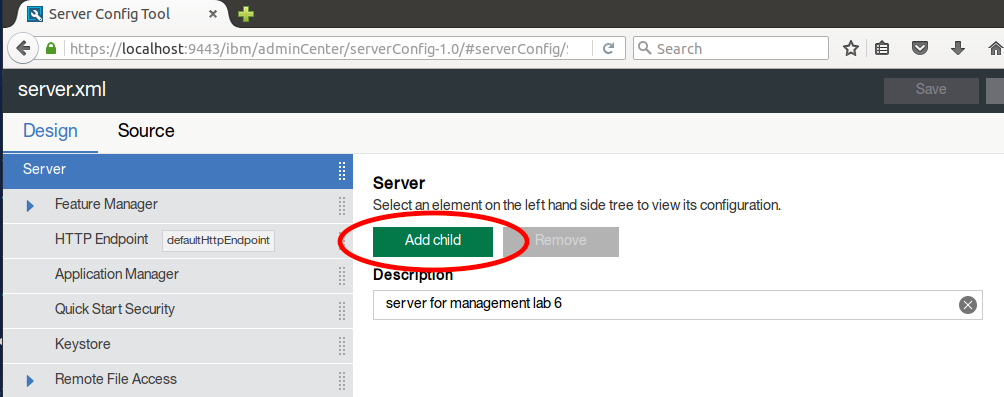 Server Config Tool
https://localhost:9443/ibm/adminCenter/serverConfig-1.0/#serverConfig/
Search
server.xml
Save
Design
Source
Server
Feature Manager
HTTP Endpoint defaultHttpEndpoint
Application Manager
Quick Start Security
Keystore
Remote File Access
Server
Select an element on the left hand side tree to view its configuration.
Add child
Remove
Description
server for management lab 6